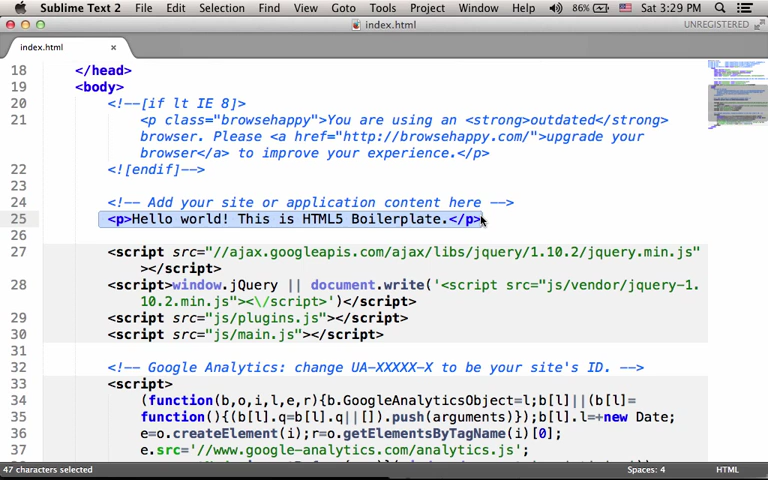 Sublime Text 2 File Edit Selection Find View Goto Tools Project Window Help 86% Sat 3:29 PM
index.html UNREGISTERED
index.html
18 </head>
19 <body>
20 <!--[if lt IE 8]>
21 <p class="browsehappy">You are using an <strong>outdated</strong>
browser. Please <a href="http://browsehappy.com/">upgrade your
browser</a> to improve your experience.</p>
22 <![endif]-->
23
24 <!-- Add your site or application content here -->
25 <p>Hello world! This is HTML5 Boilerplate.</p>
26
27 <script src="//ajax.googleapis.com/ajax/libs/jquery/1.10.2/jquery.min.js"
></script>
28 <script>window.jQuery || document.write('<script src="js/vendor/jquery-1.
10.2.min.js"><\/script>')</script>
29 <script src="js/plugins.js"></script>
30 <script src="js/main.js"></script>
31
32 <!-- Google Analytics: change UA-XXXXX-X to be your site's ID. -->
33 <script>
34 (function(b,o,i,l,e,r){b.GoogleAnalyticsObject=l;b[l]||(b[l]=
35 function(){(b[l].q=b[l].q||[]).push(arguments)});b[l].l=+new Date;
36 e=o.createElement(i);r=o.getElementsByTagName(i)[0];
37 e.src='//www.google-analytics.com/analytics.js';
47 characters selected Spaces: 4 HTML